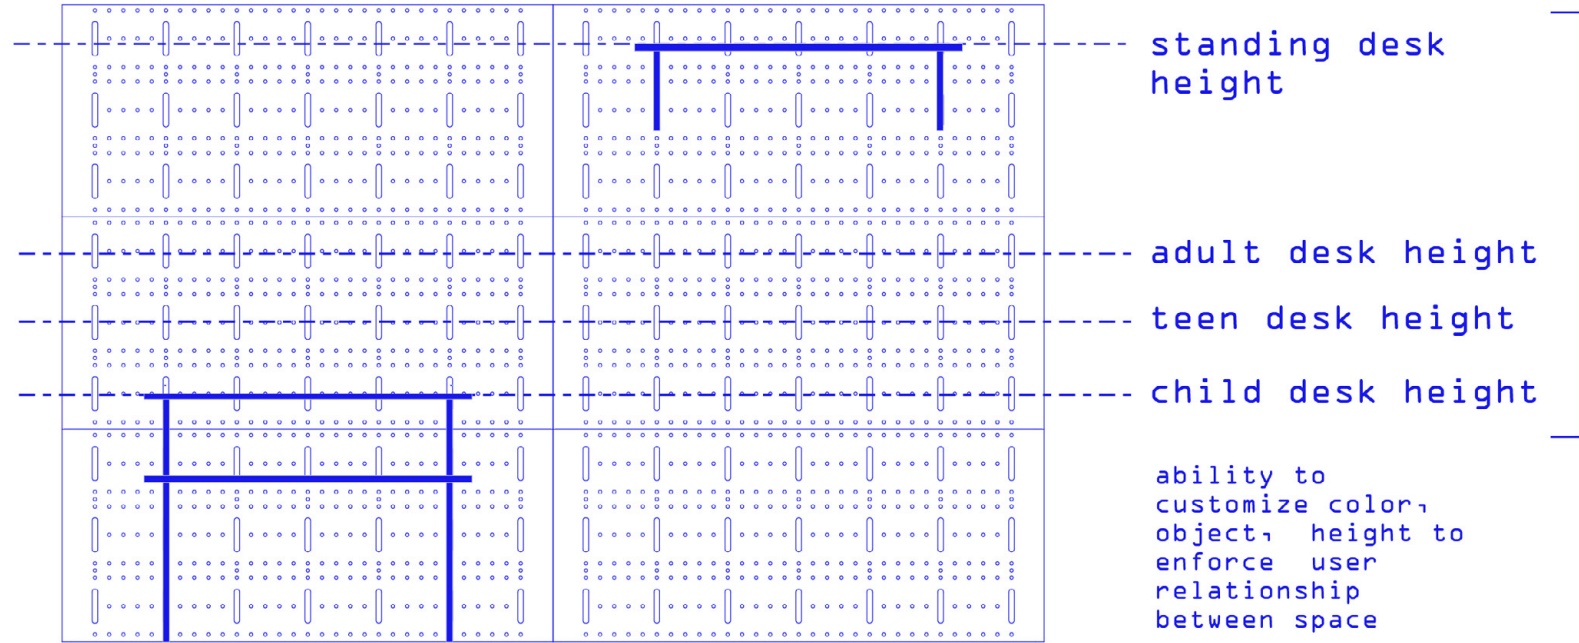 standing desk
height
adult desk height
teen desk height
child desk height
ability to
customize color,
object, height to
enforce user
relationship
between space